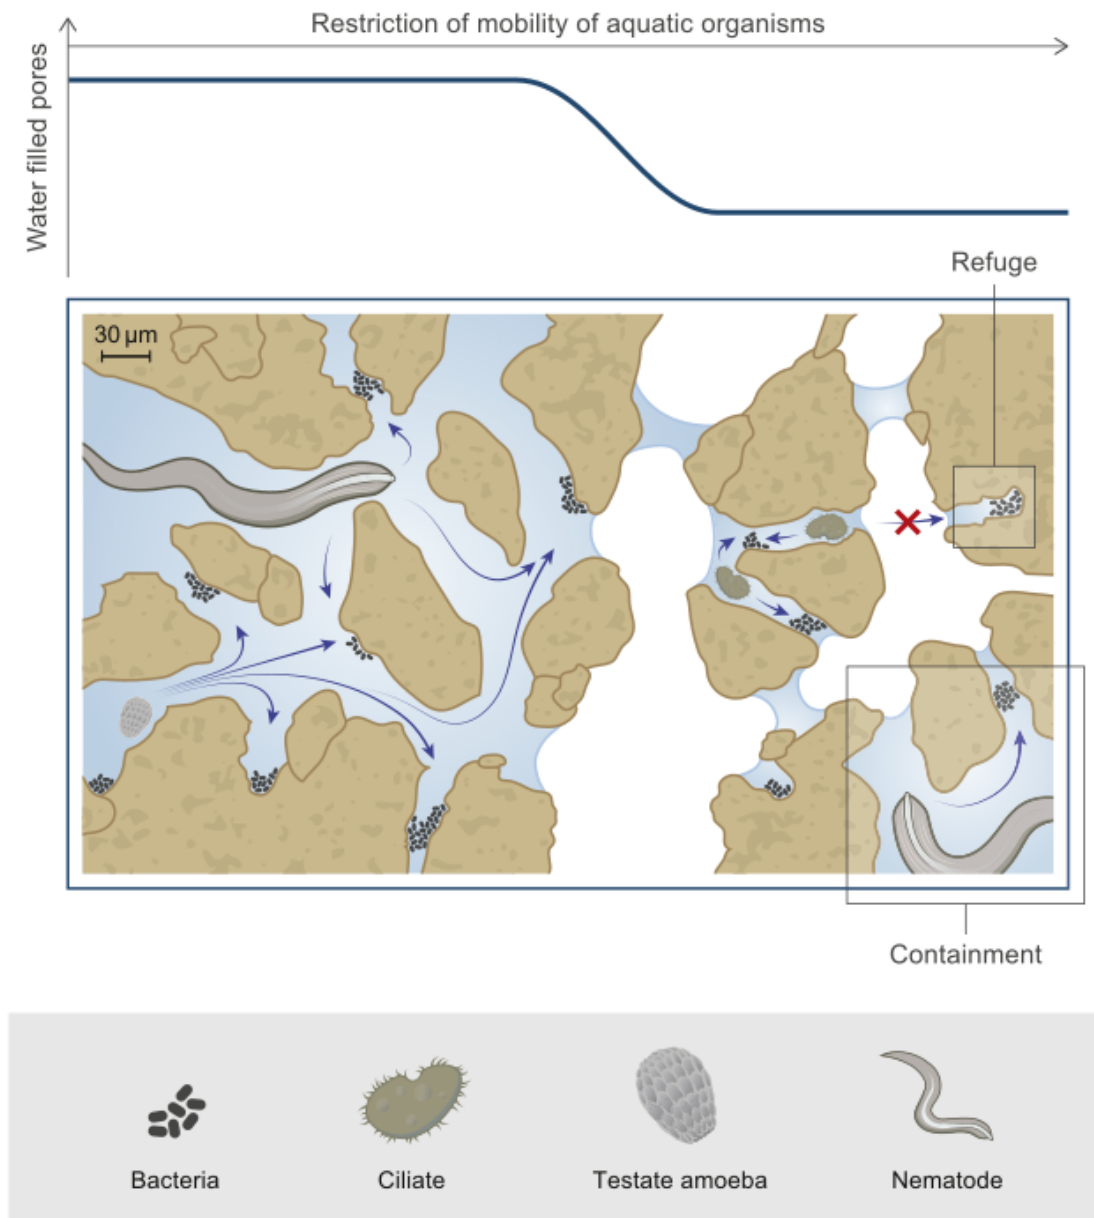 Restriction of mobility of aquatic organisms
Water filled pores
Refuge
30 µm
Containment
Bacteria
Ciliate
Testate amoeba
Nematode